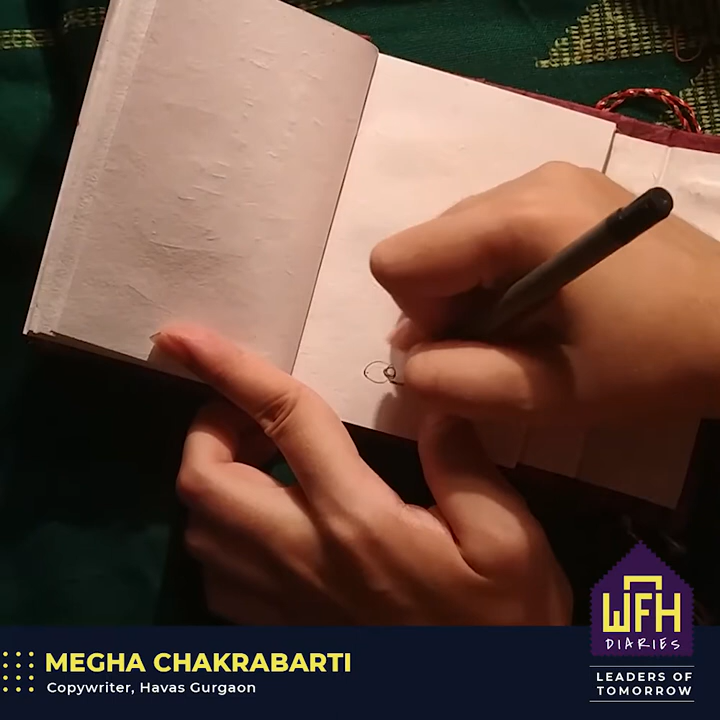 MEGHA CHAKRABARTI
Copywriter, Havas Gurgaon
WFH
DIARIES
LEADERS OF
TOMORROW